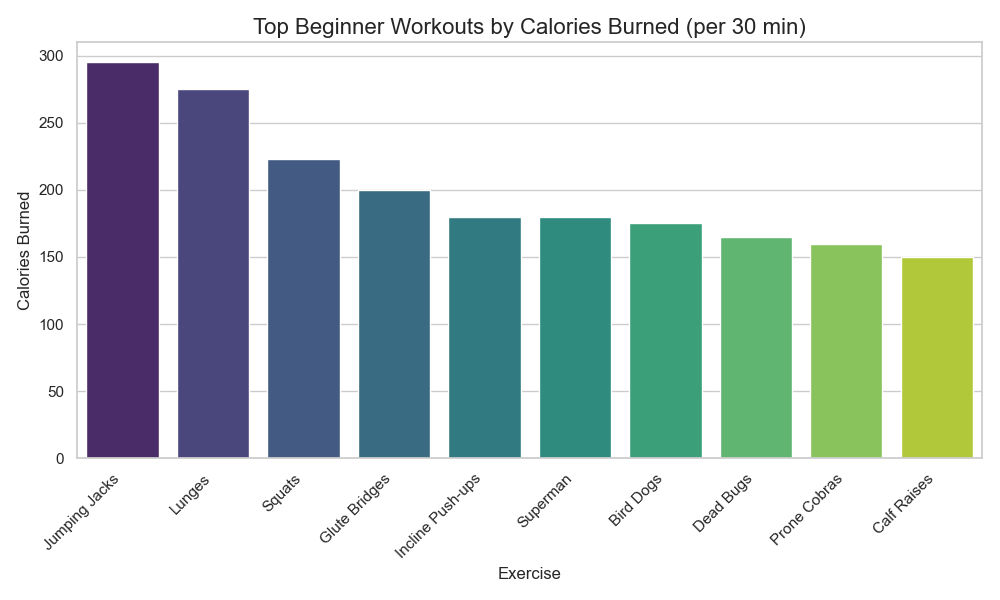 Top Beginner Workouts by Calories Burned (per 30 min)
Calories Burned
300
250
200
150
100
50
0
Jumping Jacks
Lunges
Squats
Glute Bridges
Incline Push-ups
Superman
Bird Dogs
Dead Bugs
Prone Cobras
Calf Raises
Exercise